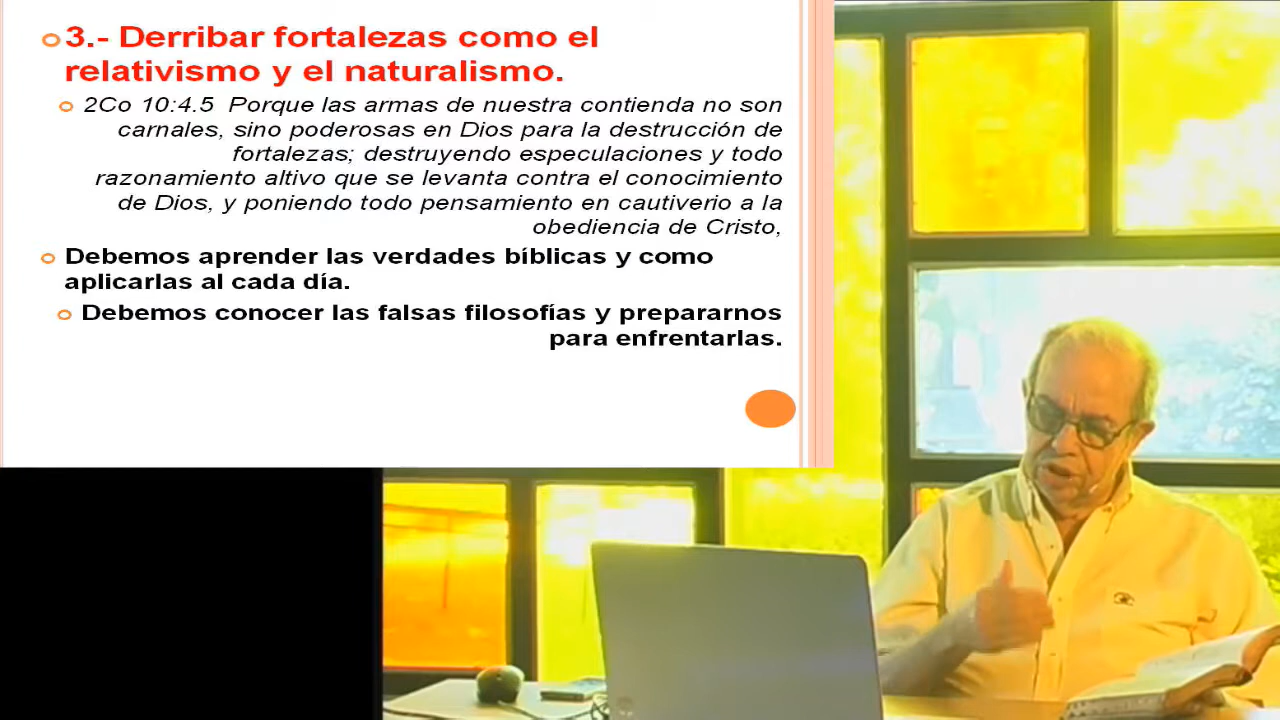 3.- Derribar fortalezas como el
relativismo y el naturalismo.
2Co 10:4.5 Porque las armas de nuestra contienda no son
carnales, sino poderosas en Dios para la destrucción de
fortalezas; destruyendo especulaciones y todo
razonamiento altivo que se levanta contra el conocimiento
de Dios, y poniendo todo pensamiento en cautiverio a la
obediencia de Cristo,
Debemos aprender las verdades bíblicas y como
aplicarlas al cada día.
Debemos conocer las falsas filosofías y prepararnos
para enfrentarlas.